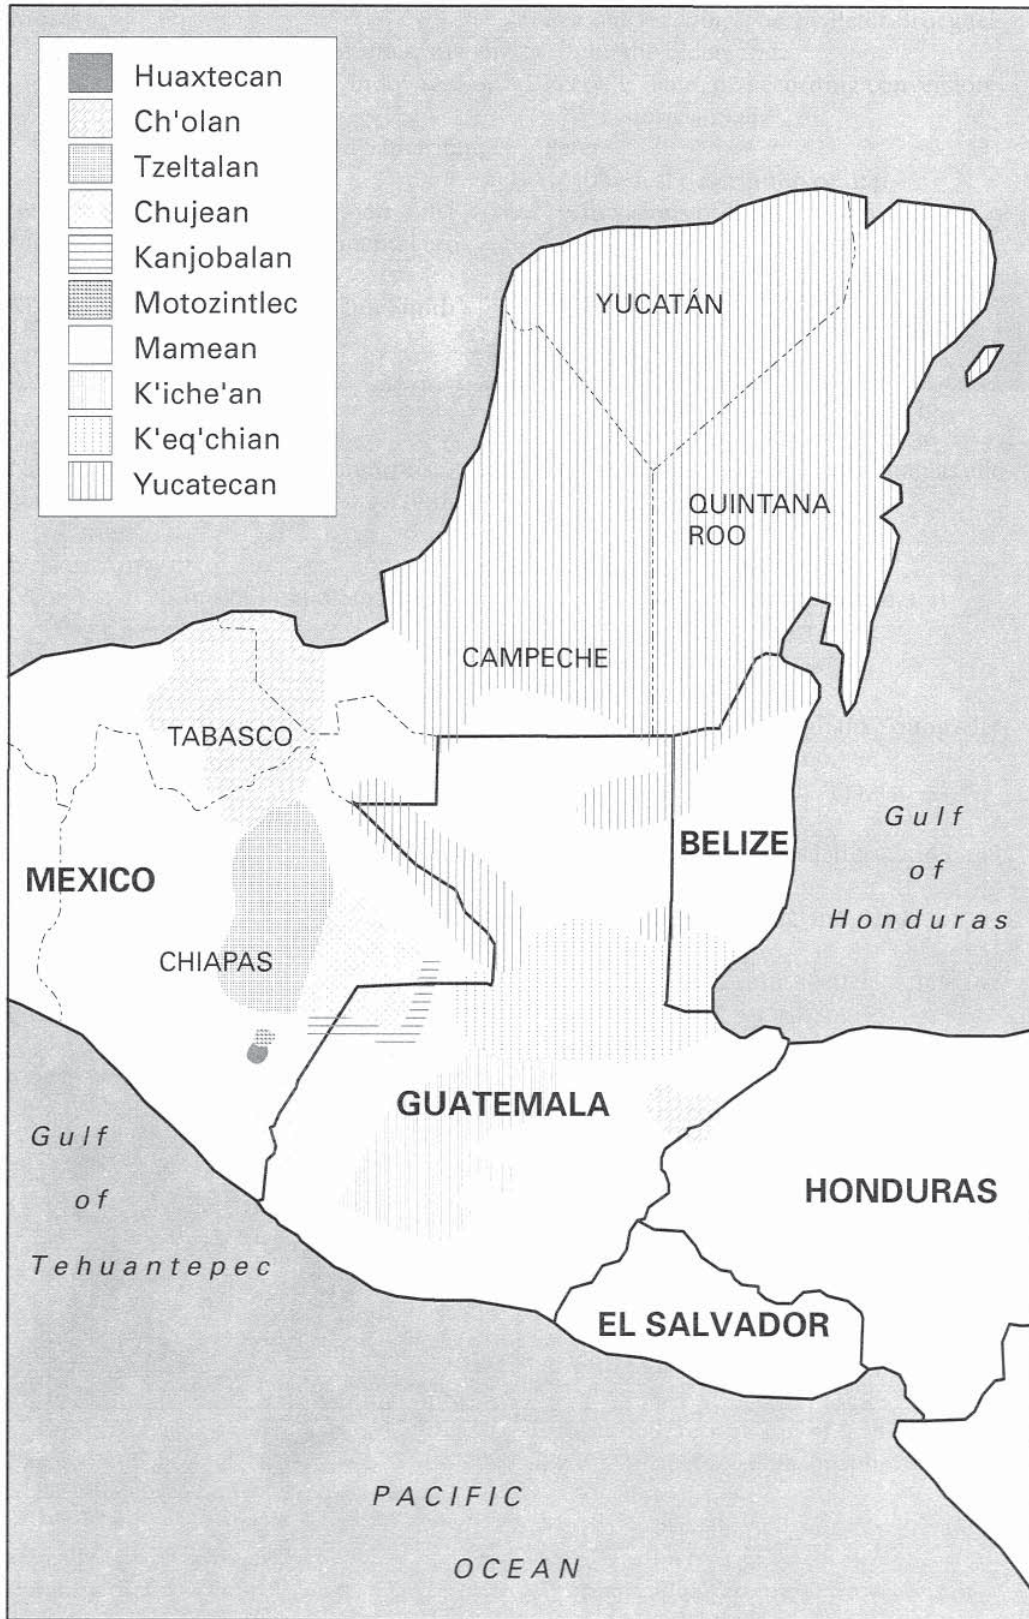 Huaxtecan
Ch'olan
Tzeltalan
Chujean
Kanjobalan
Motozintlec
Mamean
K'iche'an
K'eq'chian
Yucatecan
YUCATÁN
QUINTANA
ROO
CAMPECHE
TABASCO
MEXICO
BELIZE
Gulf
of
Honduras
CHIAPAS
GUATEMALA
Gulf
of
Tehuantepec
HONDURAS
EL SALVADOR
PACIFIC
OCEAN